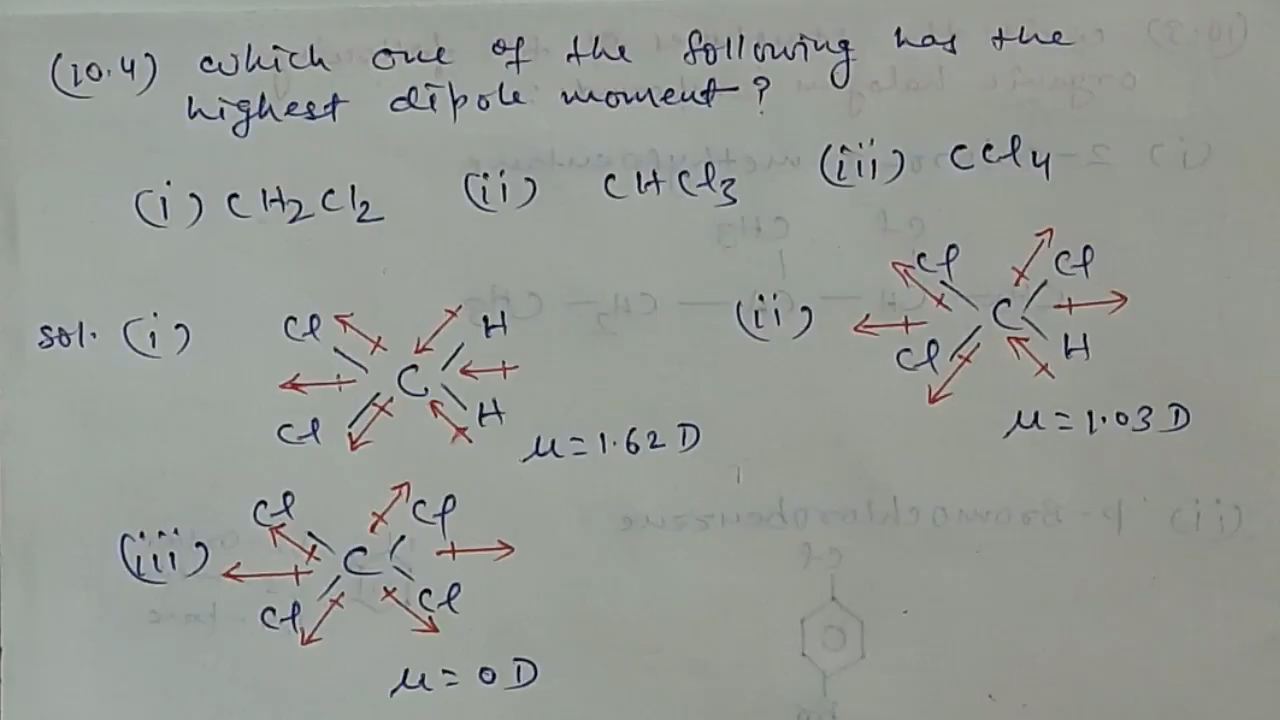 (10.4) which one of the following has the
highest dipole moment?
(i) CH2Cl2 (ii) CHCl3 (iii) CCl4
sol. (i) Cl Cl C H H μ=1.62 D
(ii) Cl Cl C Cl H μ=1.03 D
(iii) Cl Cl C Cl Cl μ=0D